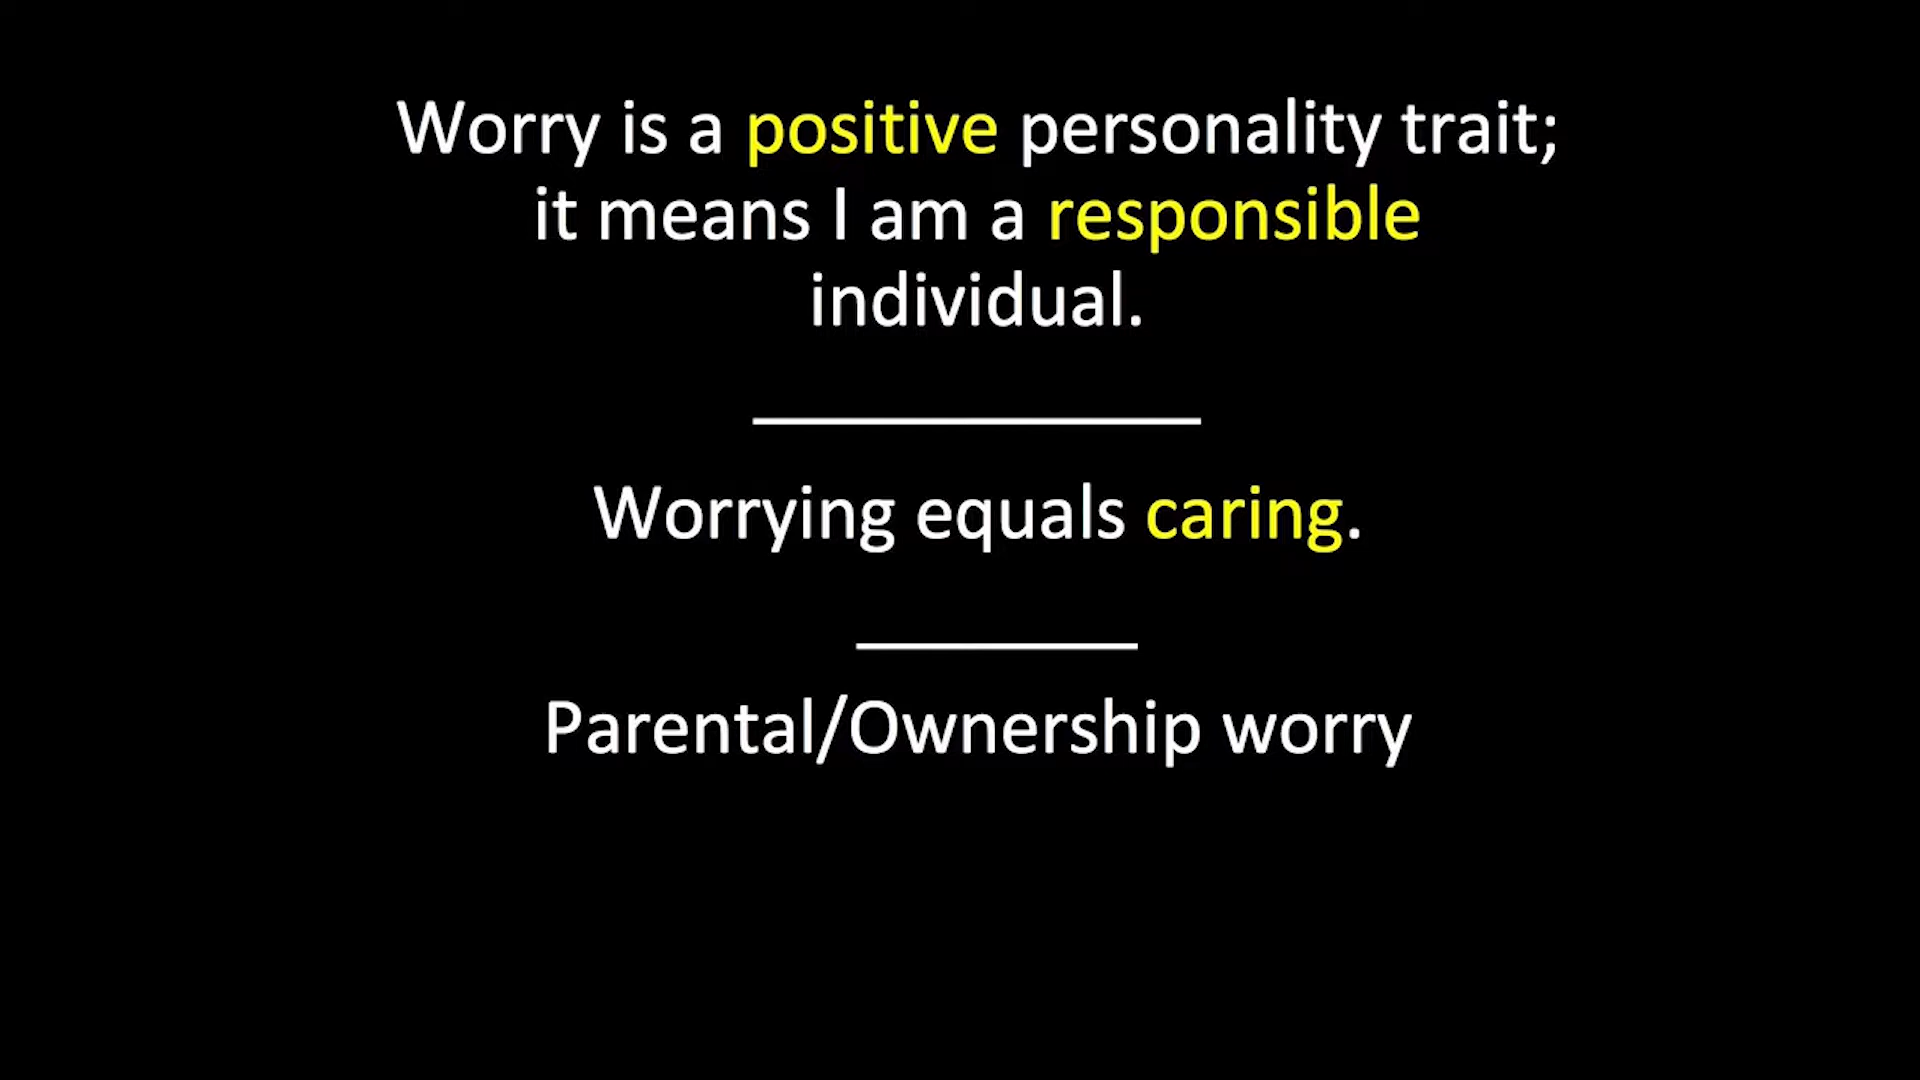 Worry is a positive personality trait;
it means I am a responsible
individual.
Worrying equals caring.
Parental/Ownership worry